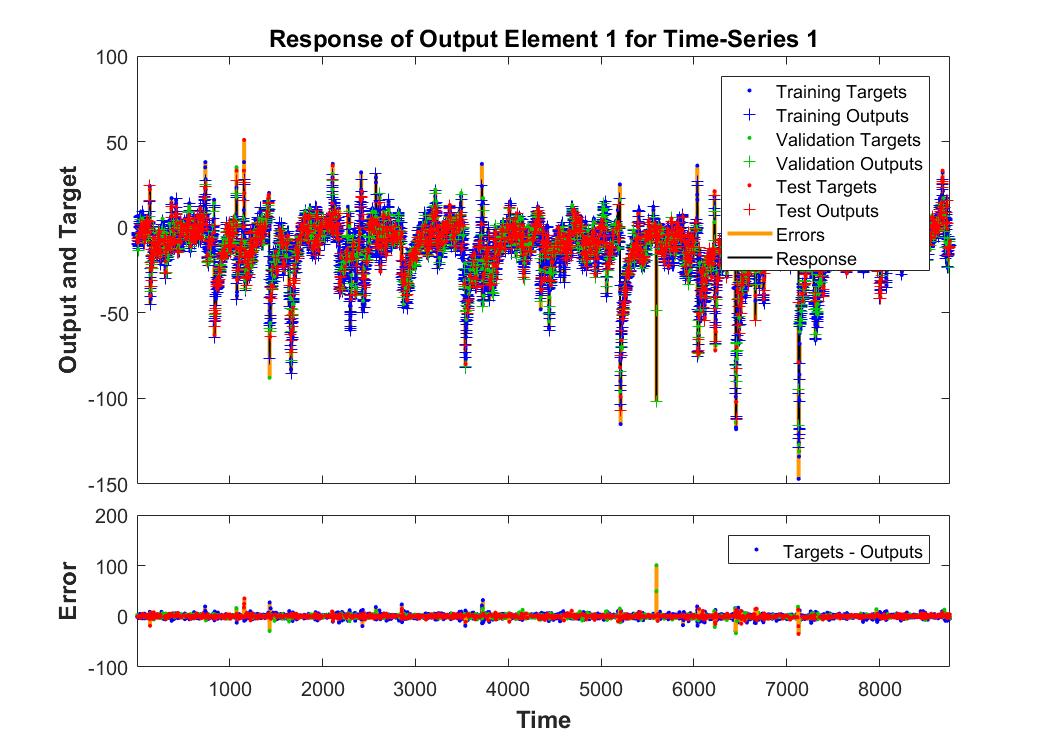 Response of Output Element 1 for Time-Series 1
Output and Target
100
50
0
-50
-100
-150
Training Targets
Training Outputs
Validation Targets
Validation Outputs
Test Targets
Test Outputs
Errors
Response
Error
200
100
0
-100
Targets - Outputs
1000 2000 3000 4000 5000 6000 7000 8000
Time